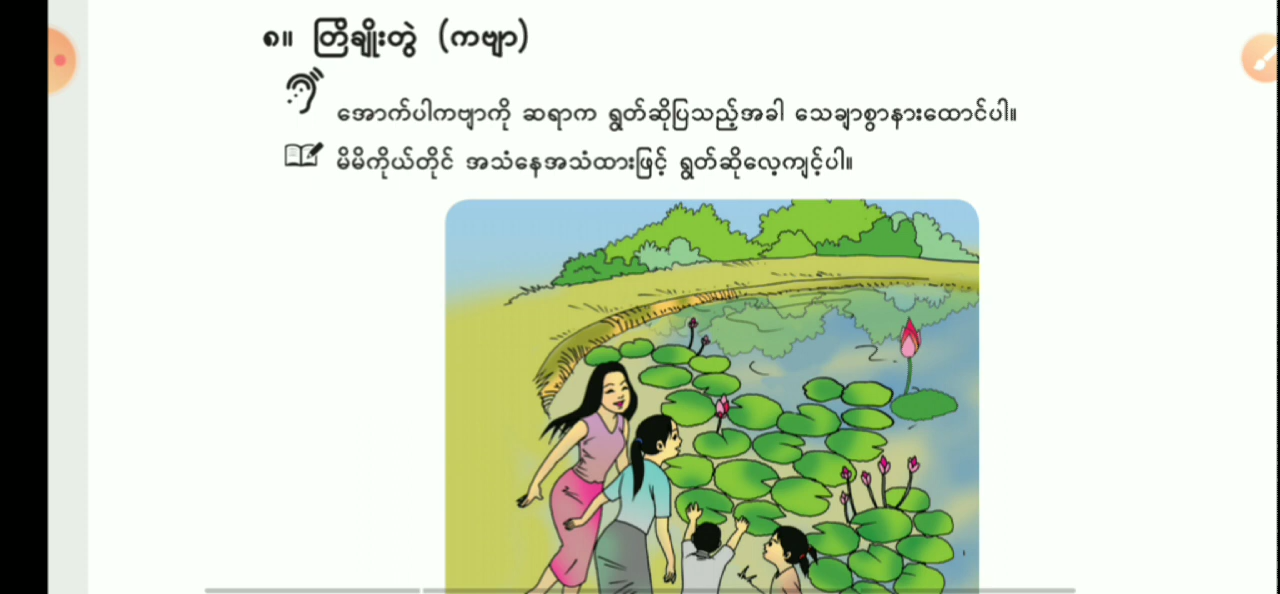 ၈။ တြိချိုးတွဲ (ကဗျာ)
အောက်ပါကဗျာကို ဆရာက ရွတ်ဆိုပြသည့်အခါ သေချာစွာနားထောင်ပါ။
မိမိကိုယ်တိုင် အသံနေအသံထားဖြင့် ရွတ်ဆိုလေ့ကျင့်ပါ။